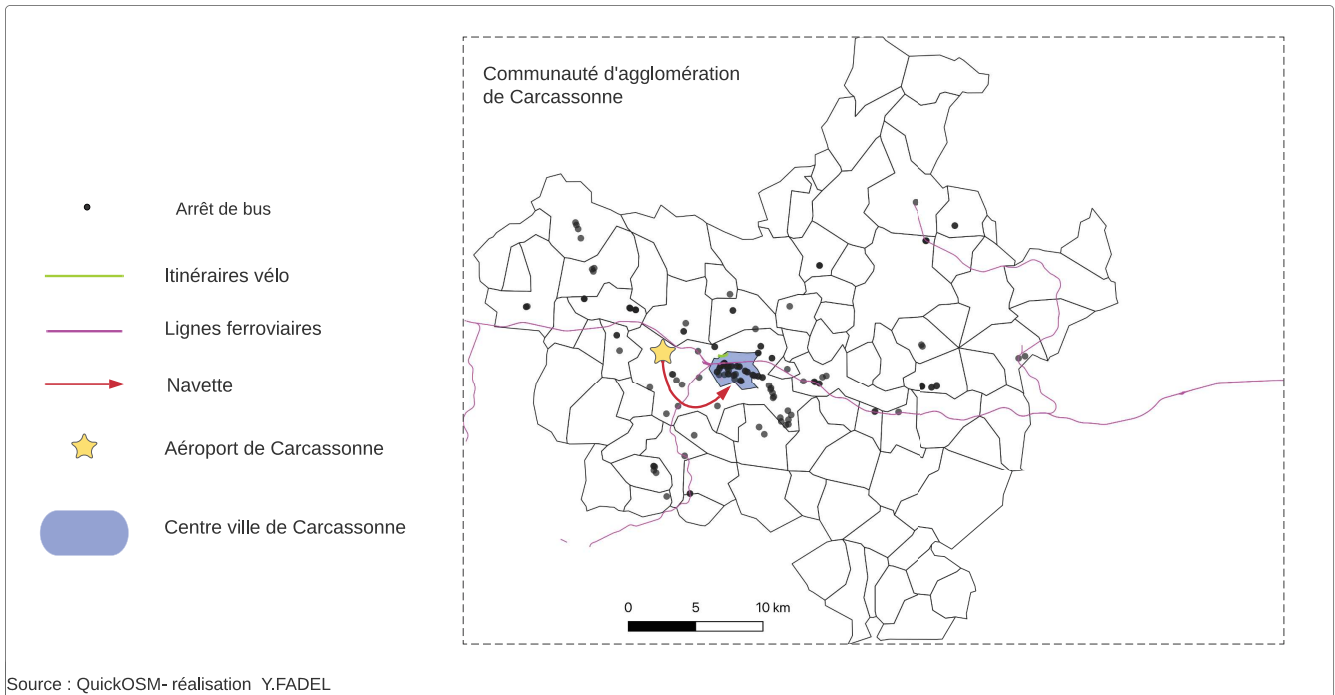 Communauté d'agglomération
de Carcassonne
Arrêt de bus
Itinéraires vélo
Lignes ferroviaires
Navette
Aéroport de Carcassonne
Centre ville de Carcassonne
0 5 10 km
Source : QuickOSM- réalisation Y.FADEL